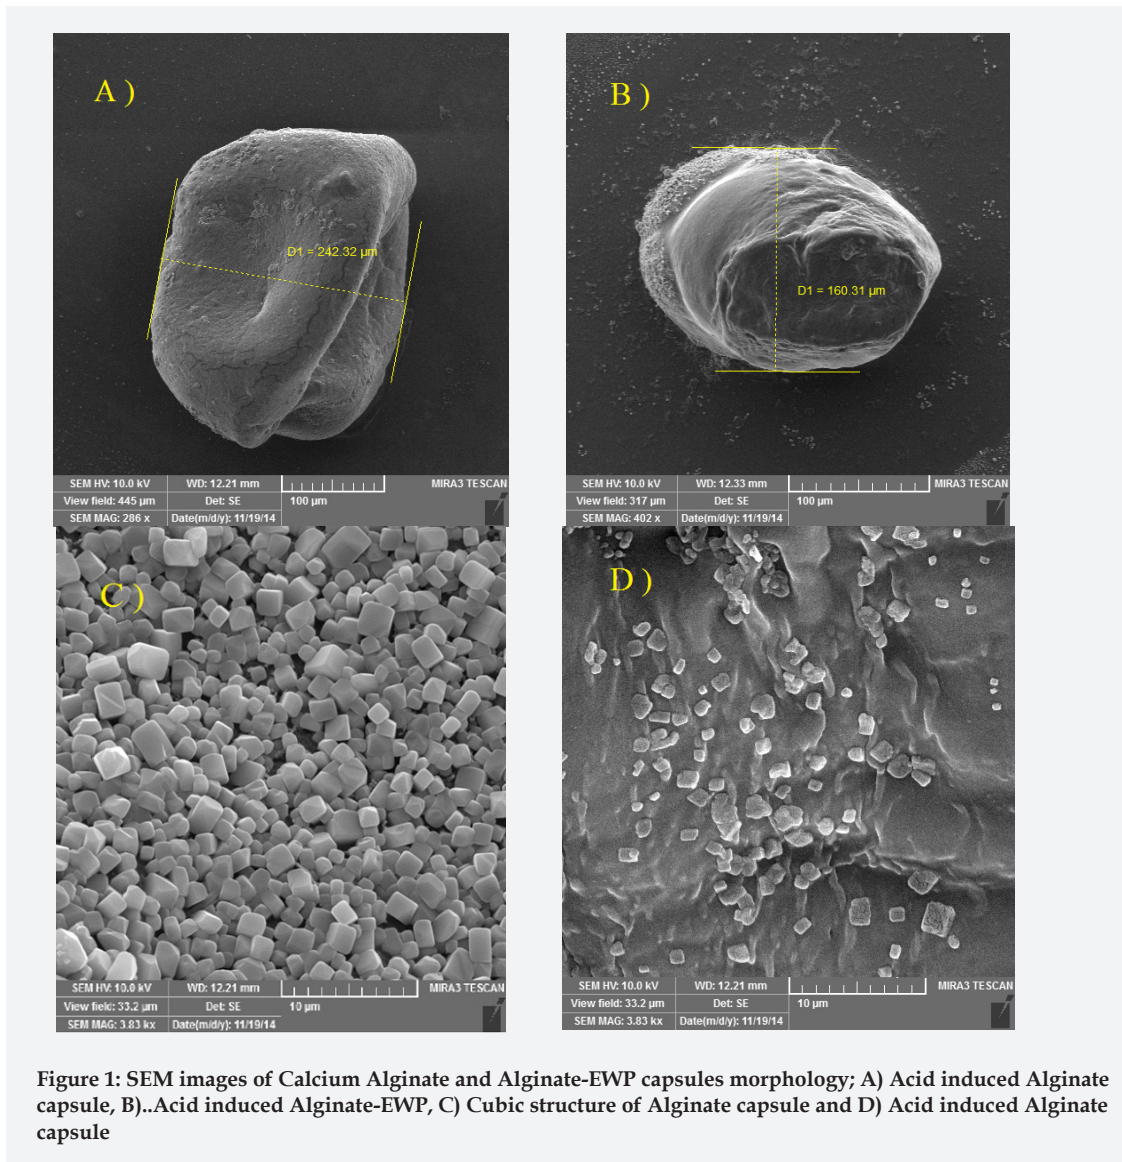 A )
D1 = 242.32 µm
SEM HV: 10.0 kV WD: 12.21 mm MIRA3 TESCAN
View field: 445 µm Det: SE 100 µm
SEM MAG: 286 x Date(m/d/y): 11/19/14
B )
D1 = 160.31 µm
SEM HV: 10.0 kV WD: 12.33 mm MIRA3 TESCAN
View field: 317 µm Det: SE 100 µm
SEM MAG: 402 x Date(m/d/y): 11/19/14
C )
SEM HV: 10.0 kV WD: 12.21 mm MIRA3 TESCAN
View field: 33.2 µm Det: SE 10 µm
SEM MAG: 3.83 kx Date(m/d/y): 11/19/14
D )
SEM HV: 10.0 kV WD: 12.21 mm MIRA3 TESCAN
View field: 33.2 µm Det: SE 10 µm
SEM MAG: 3.83 kx Date(m/d/y): 11/19/14
Figure 1: SEM images of Calcium Alginate and Alginate-EWP capsules morphology; A) Acid induced Alginate
capsule, B)..Acid induced Alginate-EWP, C) Cubic structure of Alginate capsule and D) Acid induced Alginate
capsule